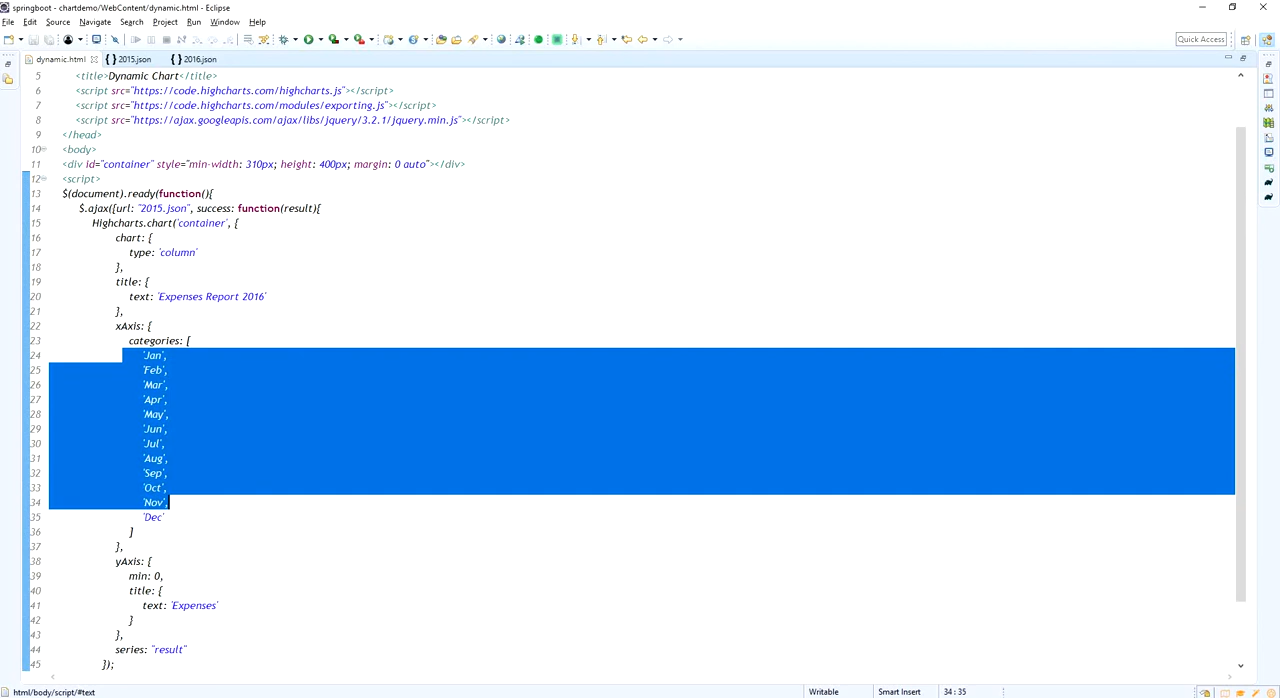 springboot - chartdemo/WebContent/dynamic.html - Eclipse
File Edit Source Navigate Search Project Run Window Help
Quick Access
dynamic.html 2015.json 2016.json
5 <title>Dynamic Chart</title>
6 <script src="https://code.highcharts.com/highcharts.js"></script>
7 <script src="https://code.highcharts.com/modules/exporting.js"></script>
8 <script src="https://ajax.googleapis.com/ajax/libs/jquery/3.2.1/jquery.min.js"></script>
9 </head>
10 <body>
11 <div id="container" style="min-width: 310px; height: 400px; margin: 0 auto"></div>
12 <script>
13 $(document).ready(function(){
14 $.ajax({url: "2015.json", success: function(result){
15 Highcharts.chart('container', {
16 chart: {
17 type: 'column'
18 },
19 title: {
20 text: 'Expenses Report 2016'
21 },
22 xAxis: {
23 categories: [
24 'Jan',
25 'Feb',
26 'Mar',
27 'Apr',
28 'May',
29 'Jun',
30 'Jul',
31 'Aug',
32 'Sep',
33 'Oct',
34 'Nov',
35 'Dec'
36 ]
37 },
38 yAxis: {
39 min: 0,
40 title: {
41 text: 'Expenses'
42 }
43 },
44 series: "result"
45 });
html/body/script/#text Writable Smart Insert 34 : 35